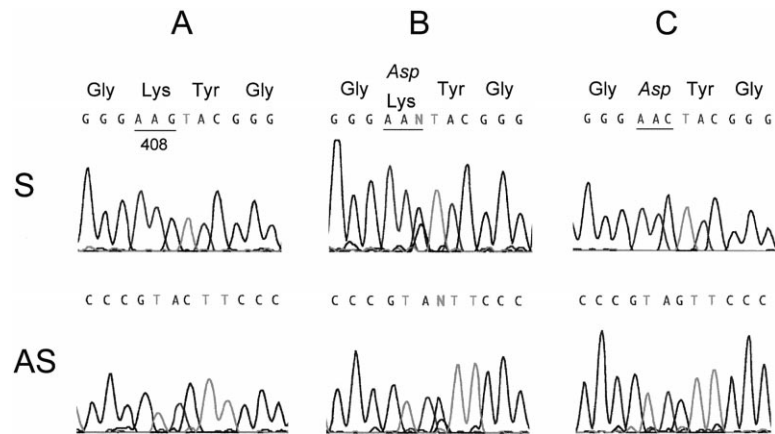 A B C
Asp
Gly Lys Tyr Gly Gly Lys Tyr Gly Gly Asp Tyr Gly
G G G A A G T A C G G G G G G A A N T A C G G G G G G A A C T A C G G G
408
S
C C C G T A C T T C C C C C C G T A N T T C C C C C C G T A G T T C C C
AS